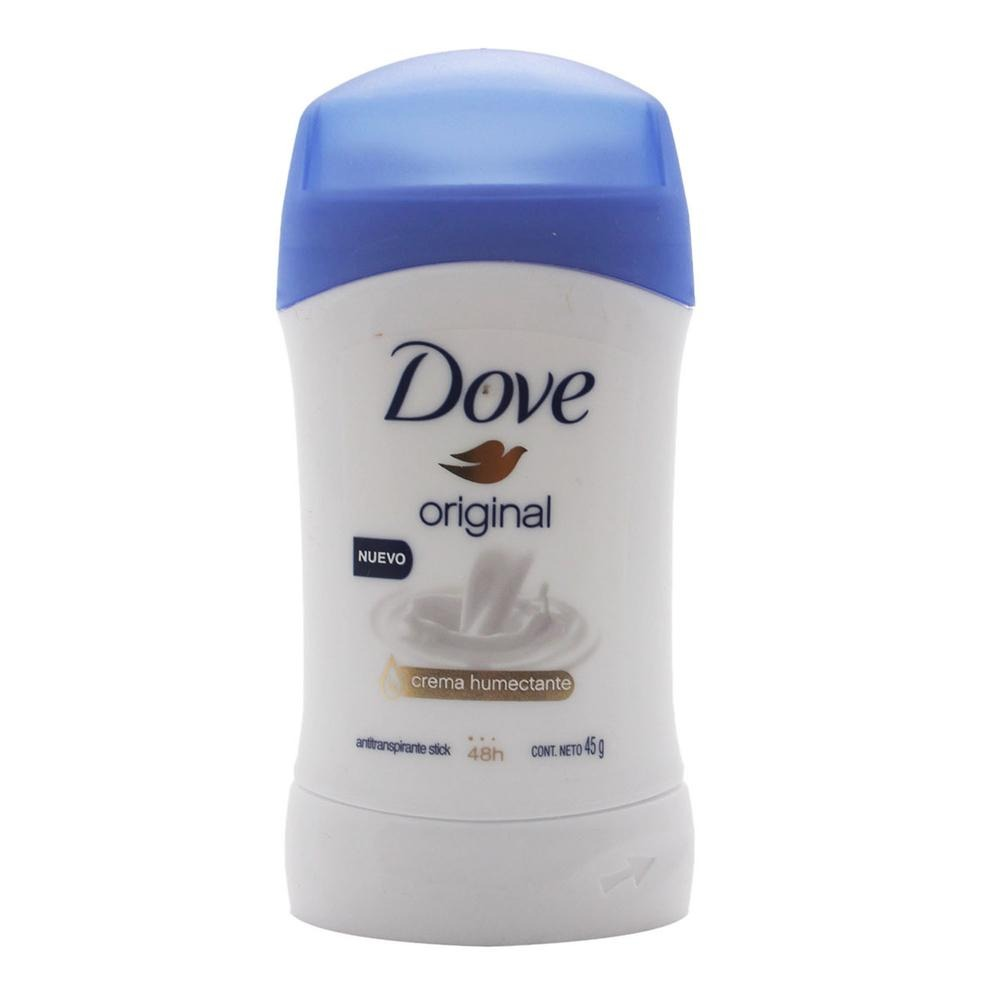 Dove
original
NUEVO
crema humectante
antitranspirante stick 48h CONT. NETO 45 g